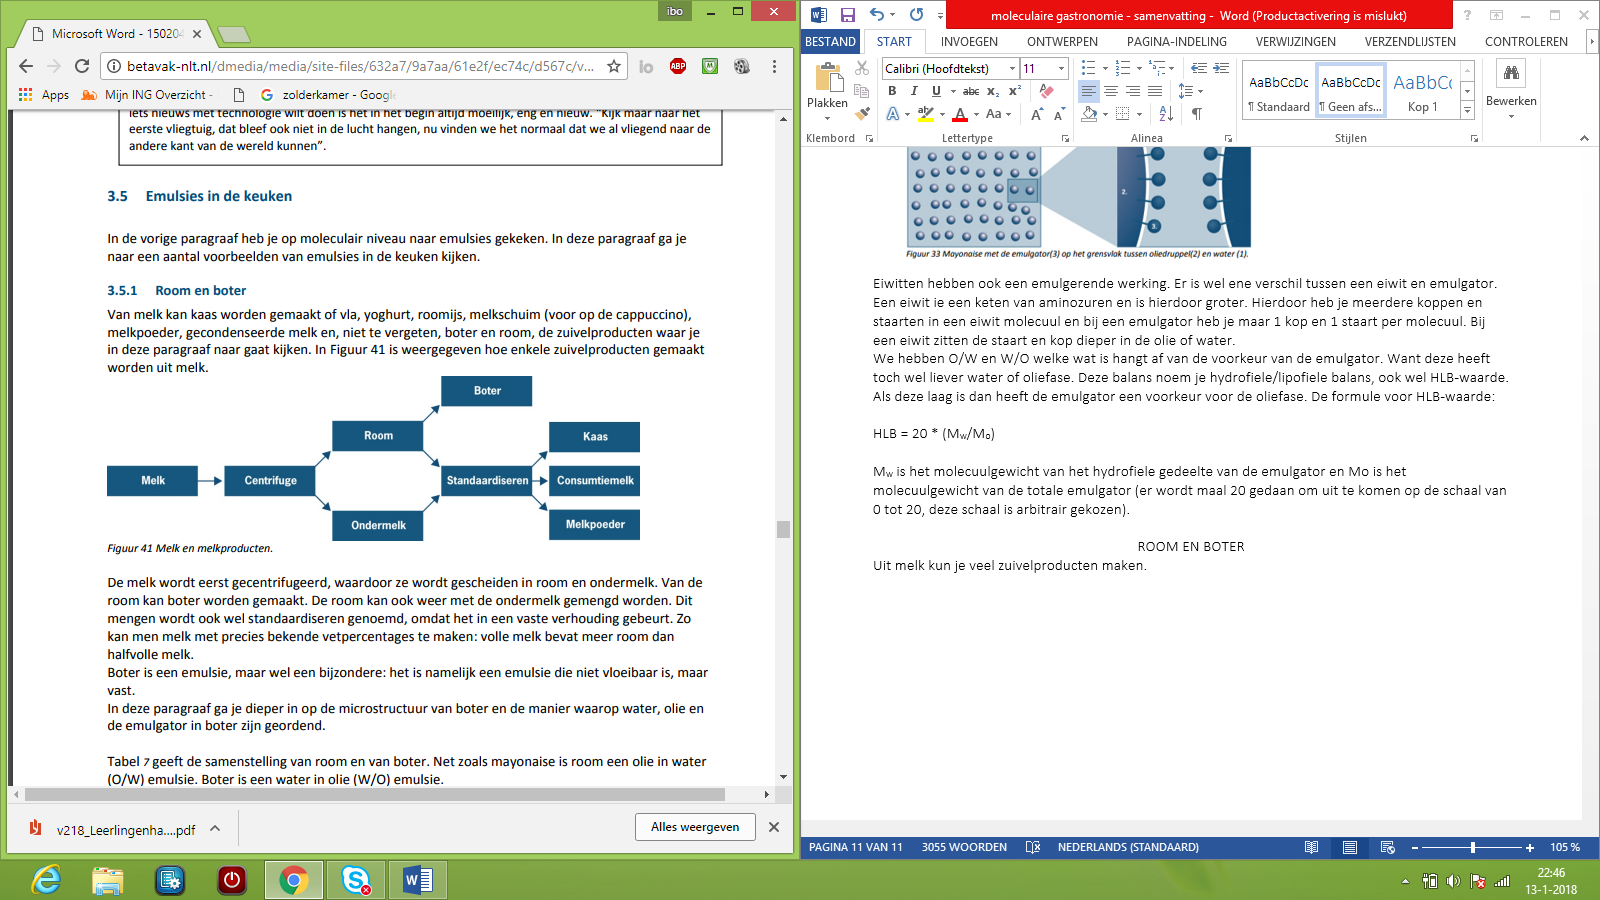 ibo
Microsoft Word - 15020
betavak-nlt.nl/dmedia/media/site-files/632a7/9a7aa/61e2f/ec74c/d567c/v...
Apps
Mijn ING Overzicht -
zolderkamer - Googl
iets nieuws met technologie wilt doen is het in het begin altijd moeilijk, eng en nieuw. "Kijk maar naar het
eerste vliegtuig, dat bleef ook niet in de lucht hangen, nu vinden we het normaal dat we al vliegend naar de
andere kant van de wereld kunnen".
3.5 Emulsies in de keuken
In de vorige paragraaf heb je op moleculair niveau naar emulsies gekeken. In deze paragraaf ga je
naar een aantal voorbeelden van emulsies in de keuken kijken.
3.5.1 Room en boter
Van melk kan kaas worden gemaakt of vla, yoghurt, roomijs, melkschuim (voor op de cappuccino),
melkpoeder, gecondenseerde melk en, niet te vergeten, boter en room, de zuivelproducten waar je
in deze paragraaf naar gaat kijken. In Figuur 41 is weergegeven hoe enkele zuivelproducten gemaakt
worden uit melk.
Boter
Room
Kaas
Melk
Centrifuge
Standaardiseren
Consumtiemelk
Ondermelk
Melkpoeder
Figuur 41 Melk en melkproducten.
De melk wordt eerst gecentrifugeerd, waardoor ze wordt gescheiden in room en ondermelk. Van de
room kan boter worden gemaakt. De room kan ook weer met de ondermelk gemengd worden. Dit
mengen wordt ook wel standaardiseren genoemd, omdat het in een vaste verhouding gebeurt. Zo
kan men melk met precies bekende vetpercentages te maken: volle melk bevat meer room dan
halfvolle melk.
Boter is een emulsie, maar wel een bijzondere: het is namelijk een emulsie die niet vloeibaar is, maar
vast.
In deze paragraaf ga je dieper in op de microstructuur van boter en de manier waarop water, olie en
de emulgator in boter zijn geordend.
Tabel 7 geeft de samenstelling van room en van boter. Net zoals mayonaise is room een olie in water
(O/W) emulsie. Boter is een water in olie (W/O) emulsie.
v218_Leerlingenha....pdf
Alles weergeven
moleculaire gastronomie - samenvatting - Word (Productactivering is mislukt)
BESTAND
START
INVOEGEN
ONTWERPEN
PAGINA-INDELING
VERWIJZINGEN
VERZENDLIJSTEN
CONTROLEREN
Plakken
Klembord
Calibri (Hoofdtekst)
11
B I U abc x₂ x²
A A Aa A A
Lettertype
Alinea
AaBbCcDc
¶ Standaard
AaBbCcDc
¶ Geen afs...
AaBbCc
Kop 1
Stijlen
Bewerken
2.
3.
Figuur 33 Mayonaise met de emulgator(3) op het grensvlak tussen oliedruppel(2) en water (1).
Eiwitten hebben ook een emulgerende werking. Er is wel ene verschil tussen een eiwit en emulgator.
Een eiwit ie een keten van aminozuren en is hierdoor groter. Hierdoor heb je meerdere koppen en
staarten in een eiwit molecuul en bij een emulgator heb je maar 1 kop en 1 staart per molecuul. Bij
een eiwit zitten de staart en kop dieper in de olie of water.
We hebben O/W en W/O welke wat is hangt af van de voorkeur van de emulgator. Want deze heeft
toch wel liever water of oliefase. Deze balans noem je hydrofiele/lipofiele balans, ook wel HLB-waarde.
Als deze laag is dan heeft de emulgator een voorkeur voor de oliefase. De formule voor HLB-waarde:
HLB = 20 * (Mw/Mo)
Mw is het molecuulgewicht van het hydrofiele gedeelte van de emulgator en Mo is het
molecuulgewicht van de totale emulgator (er wordt maal 20 gedaan om uit te komen op de schaal van
0 tot 20, deze schaal is arbitrair gekozen).
ROOM EN BOTER
Uit melk kun je veel zuivelproducten maken.
PAGINA 11 VAN 11
3055 WOORDEN
NEDERLANDS (STANDAARD)
105 %
22:46
13-1-2018